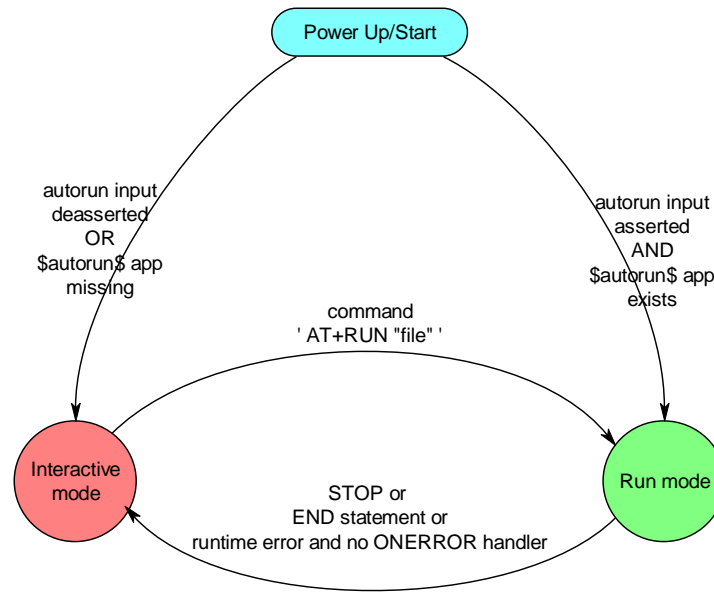 Power Up/Start
autorun input
deasserted
OR
$autorun$ app
missing
autorun input
asserted
AND
$autorun$ app
exists
command
' AT+RUN "file" '
Interactive
mode
Run mode
STOP or
END statement or
runtime error and no ONERROR handler